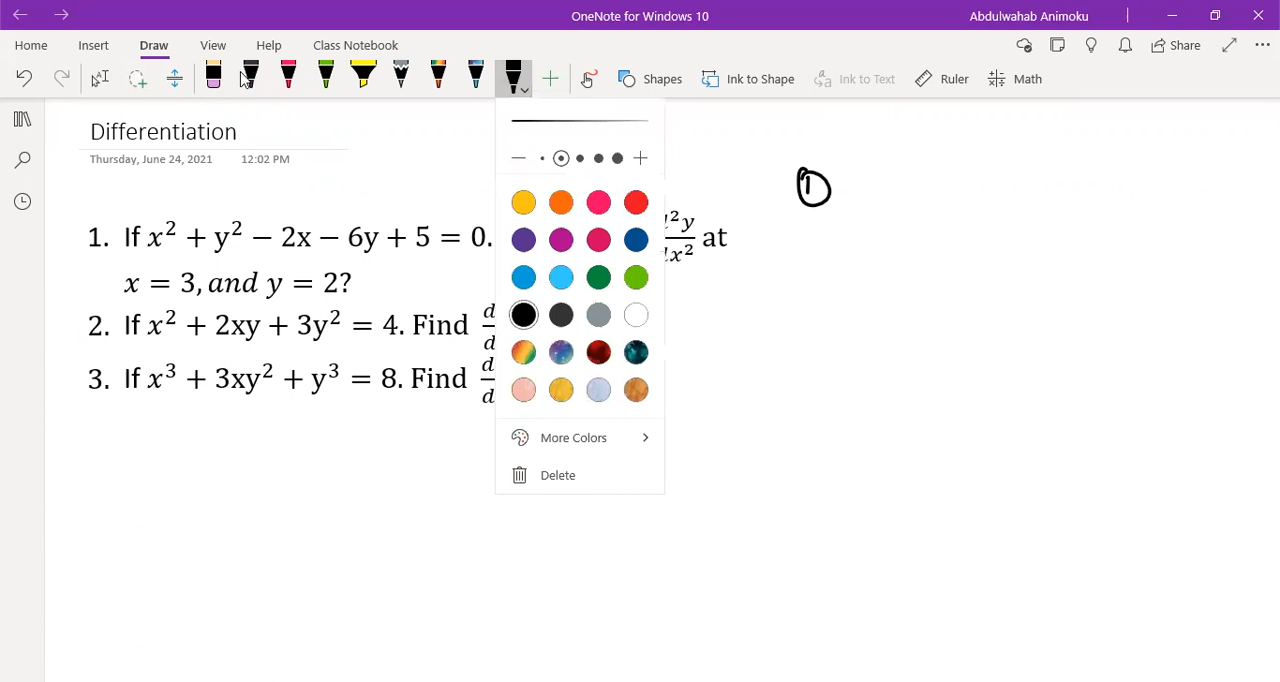 OneNote for Windows 10
Abdulwahab Animoku
Home Insert Draw View Help Class Notebook
Share
Shapes Ink to Shape Ink to Text Ruler Math
Differentiation
Thursday, June 24, 2021 12:02 PM
①
1. If x² + y² − 2x − 6y + 5 = 0. d²y/dx² at
x = 3, and y = 2?
2. If x² + 2xy + 3y² = 4. Find d/d
3. If x³ + 3xy² + y³ = 8. Find d/d
More Colors
Delete